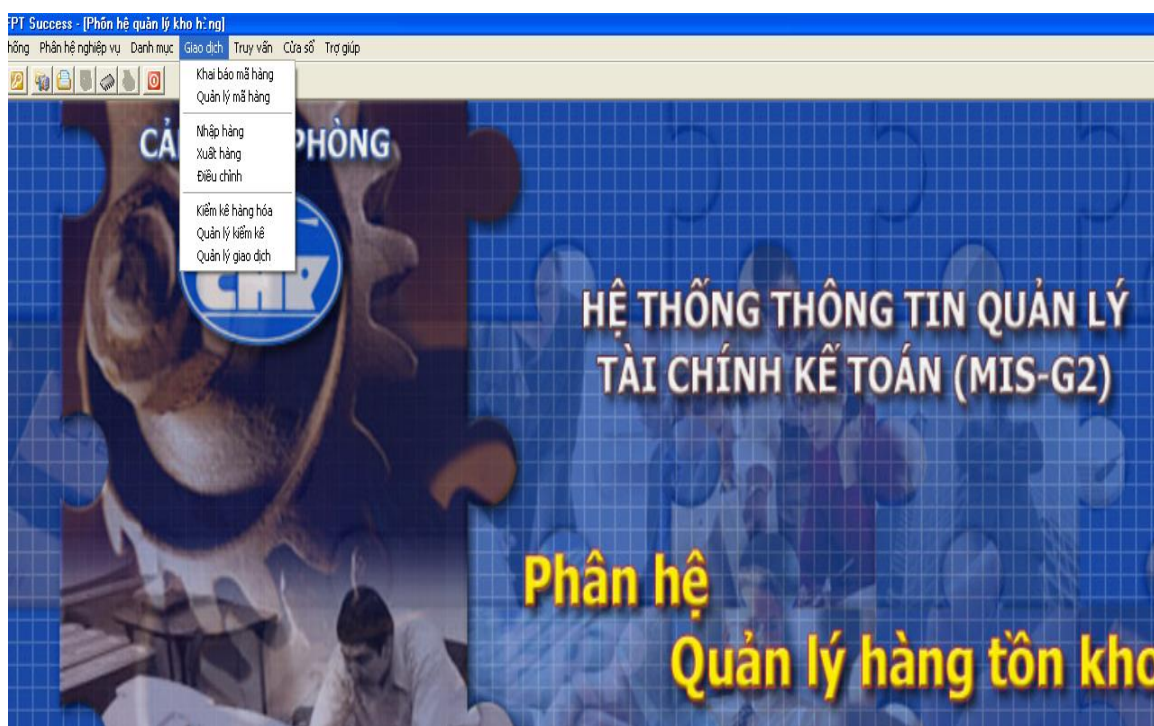 FPT Success - [Phõn hệ quản lý kho hàng]
hống Phân hệ nghiệp vụ Danh mục Giao dịch Truy vấn Cửa sổ Trợ giúp
Khai báo mã hàng
Quản lý mã hàng
Nhập hàng
Xuất hàng
Điều chỉnh
Kiểm kê hàng hóa
Quản lý kiểm kê
Quản lý giao dịch
CẢ PHÒNG
CHP
HỆ THỐNG THÔNG TIN QUẢN LÝ
TÀI CHÍNH KẾ TOÁN (MIS-G2)
Phân hệ
Quản lý hàng tồn kho